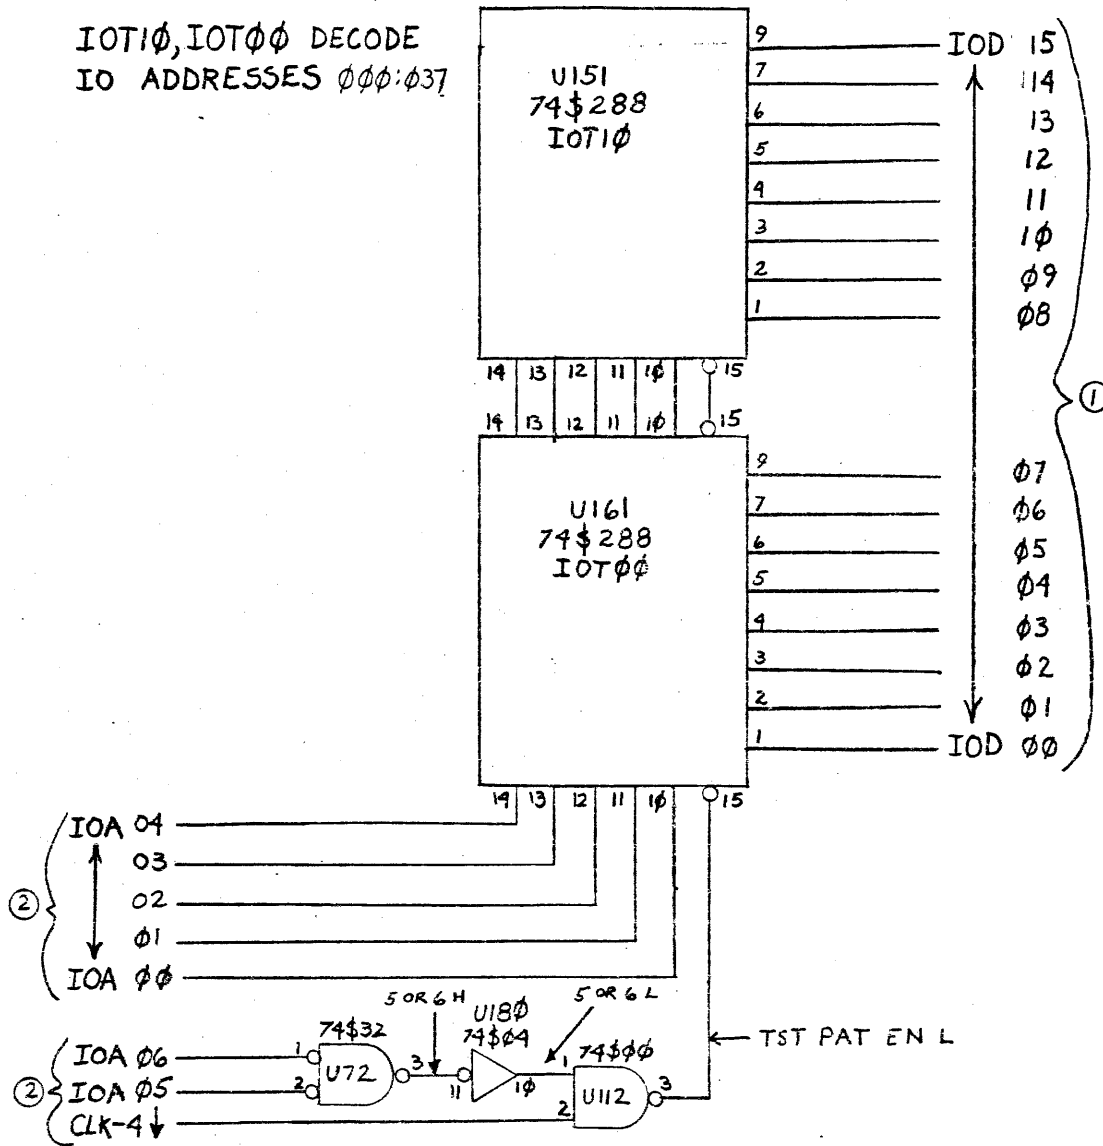 IOT1Ø, IOTØØ DECODE
IO ADDRESSES ØØØ:Ø37
U151
74$288
IOT1Ø
9
7
6
5
4
3
2
1
IOD 15
14
13
12
11
1Ø
Ø9
Ø8
14 13 12 11 1Ø 15
14 13 12 11 1Ø 15
①
U161
74$288
IOTØØ
9
7
6
5
4
3
2
1
Ø7
Ø6
Ø5
Ø4
Ø3
Ø2
Ø1
IOD ØØ
14 13 12 11 1Ø 15
②
IOA 04
03
02
Ø1
IOA ØØ
5 OR 6 H
5 OR 6 L
TST PAT EN L
②
IOA Ø6
IOA Ø5
CLK-4 ↓
74$32
1
2
U72
3
U18Ø
74$Ø4
11
1Ø
74$ØØ
1
2
U112
3